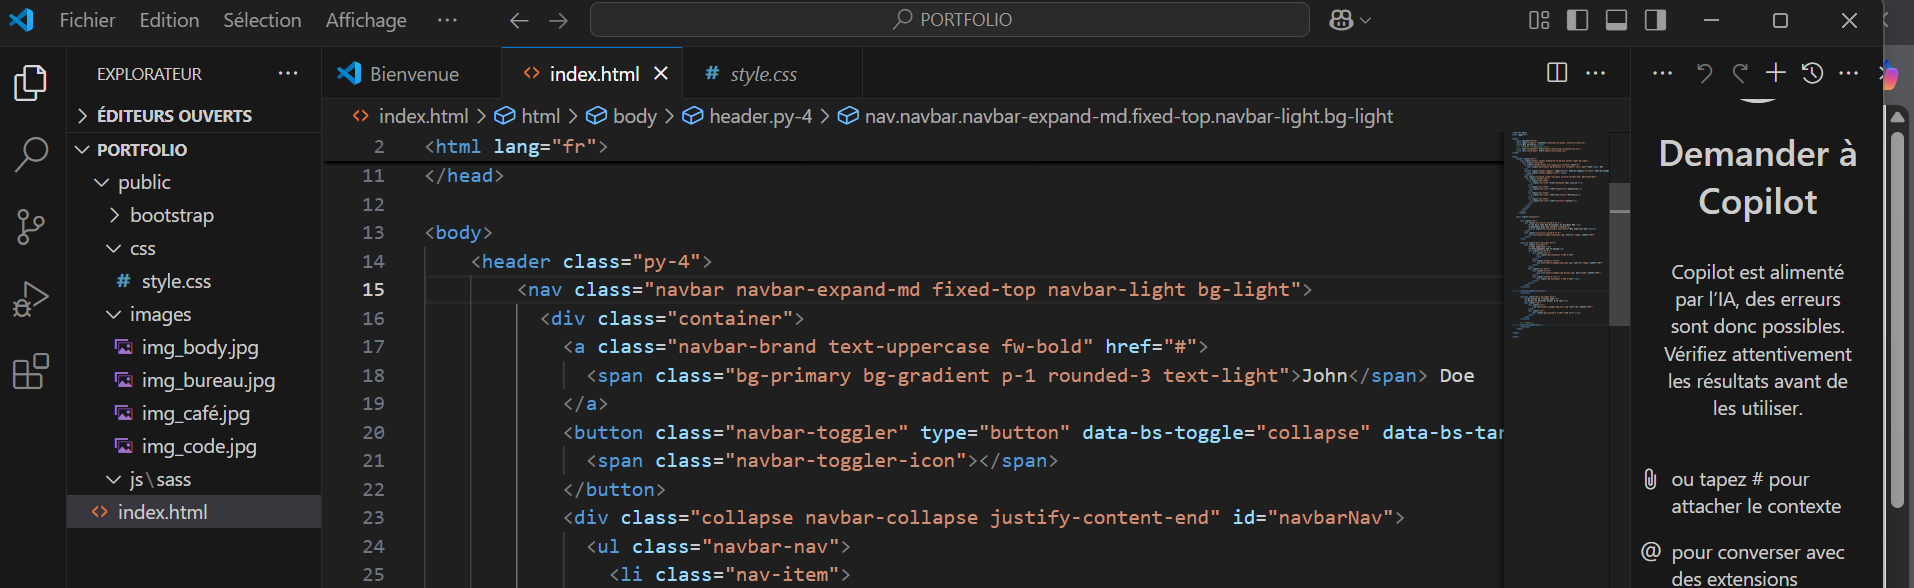 Fichier Edition Sélection Affichage ··· PORTFOLIO
EXPLORATEUR ···
ÉDITEURS OUVERTS
PORTFOLIO
public
bootstrap
css
# style.css
images
img_body.jpg
img_bureau.jpg
img_café.jpg
img_code.jpg
js\sass
<> index.html
Bienvenue <> index.html # style.css
<> index.html > html > body > header.py-4 > nav.navbar.navbar-expand-md.fixed-top.navbar-light.bg-light
2 <html lang="fr">
11 </head>
12
13 <body>
14 <header class="py-4">
15 <nav class="navbar navbar-expand-md fixed-top navbar-light bg-light">
16 <div class="container">
17 <a class="navbar-brand text-uppercase fw-bold" href="#">
18 <span class="bg-primary bg-gradient p-1 rounded-3 text-light">John</span> Doe
19 </a>
20 <button class="navbar-toggler" type="button" data-bs-toggle="collapse" data-bs-tar
21 <span class="navbar-toggler-icon"></span>
22 </button>
23 <div class="collapse navbar-collapse justify-content-end" id="navbarNav">
24 <ul class="navbar-nav">
25 <li class="nav-item">
Demander à
Copilot
Copilot est alimenté
par l’IA, des erreurs
sont donc possibles.
Vérifiez attentivement
les résultats avant de
les utiliser.
ou tapez # pour
attacher le contexte
@ pour converser avec
des extensions